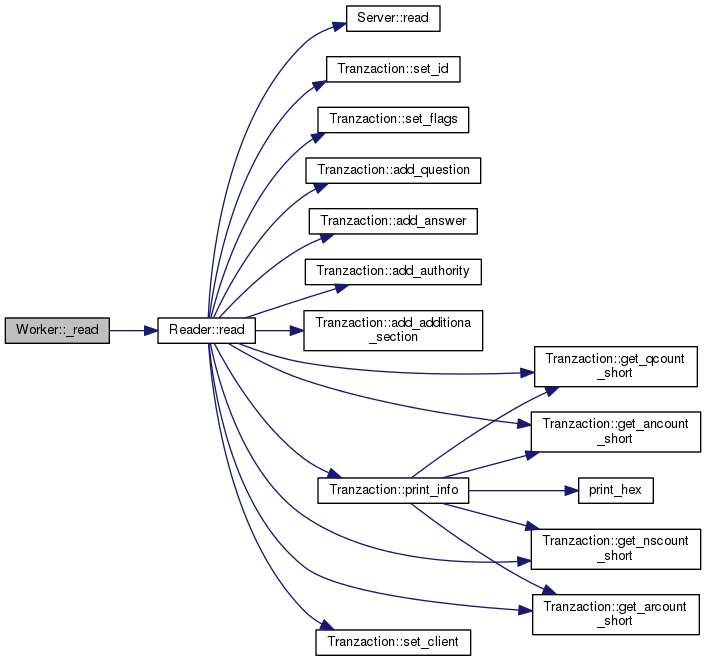 Server::read
Tranzaction::set_id
Tranzaction::set_flags
Tranzaction::add_question
Tranzaction::add_answer
Tranzaction::add_authority
Worker::_read
Reader::read
Tranzaction::add_additiona
_section
Tranzaction::get_qcount
_short
Tranzaction::get_ancount
_short
Tranzaction::print_info
print_hex
Tranzaction::get_nscount
_short
Tranzaction::get_arcount
_short
Tranzaction::set_client